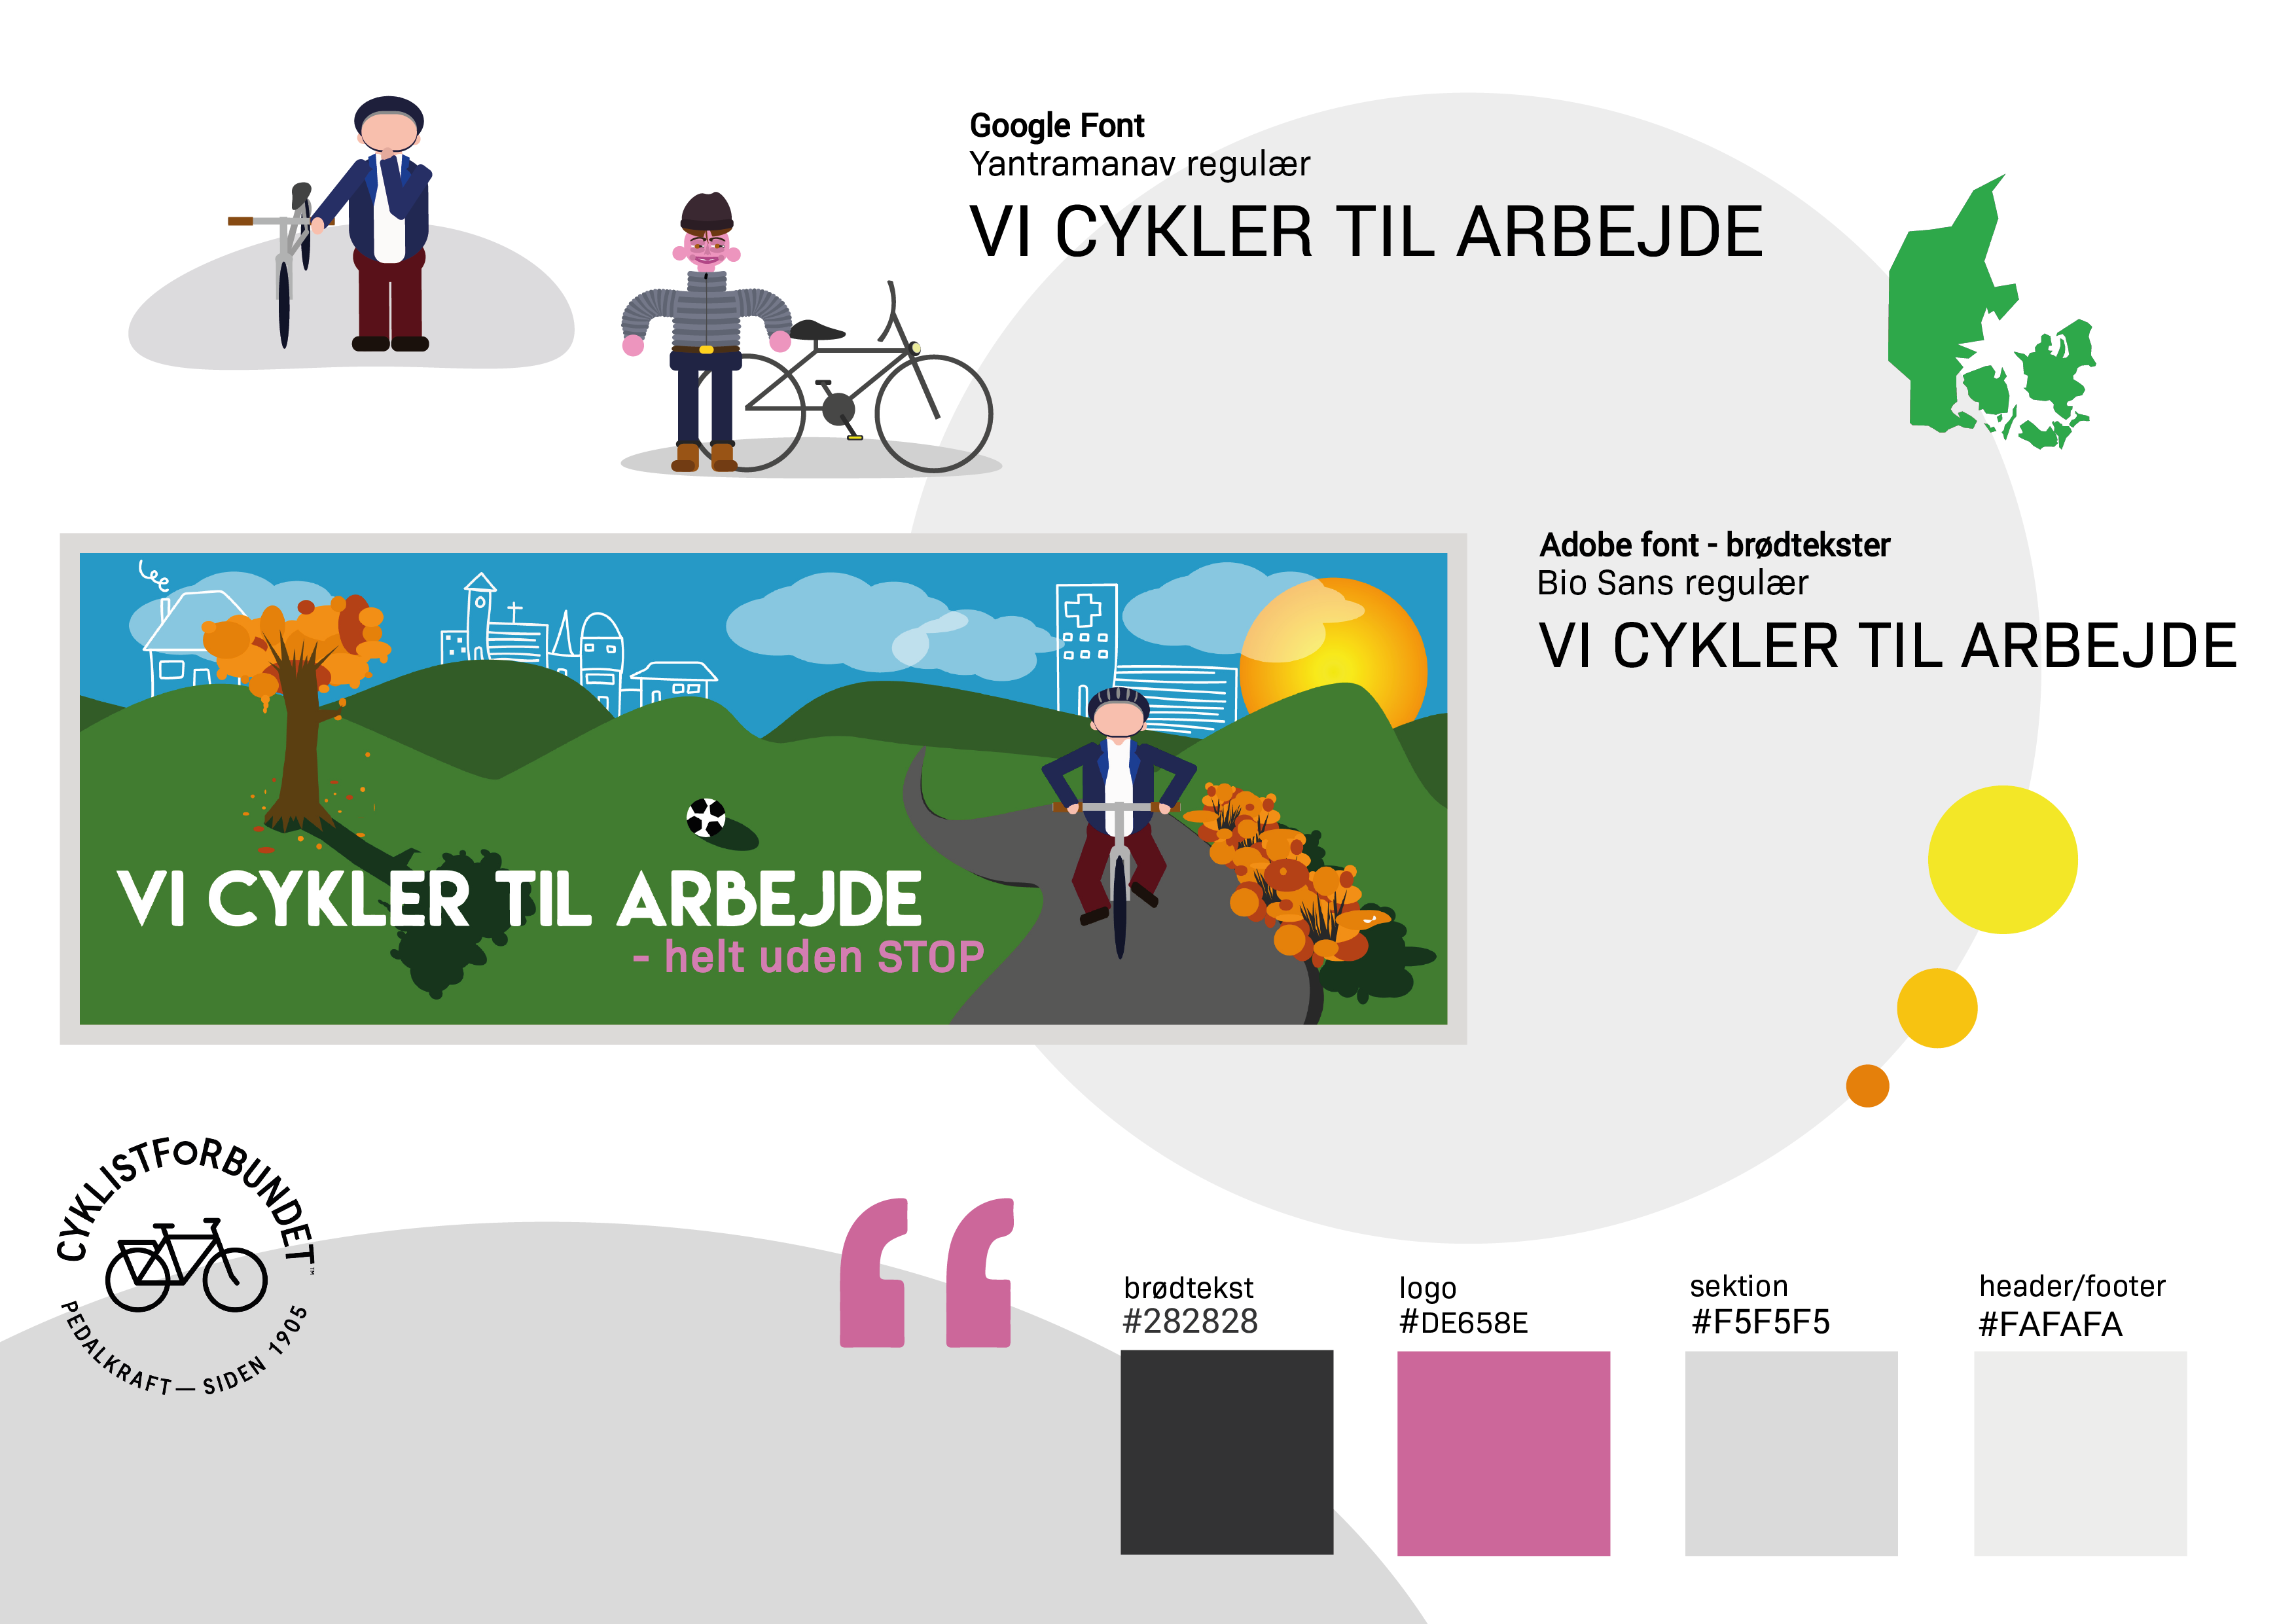 Google Font
Yantramanav regulær
VI CYKLER TIL ARBEJDE
Adobe font - brødtekster
Bio Sans regulær
VI CYKLER TIL ARBEJDE
VI CYKLER TIL ARBEJDE
- helt uden STOP
CYKLISTFORBUNDET™
PEDALKRAFT — SIDEN 1905
brødtekst
#282828
logo
#DE658E
sektion
#F5F5F5
header/footer
#FAFAFA